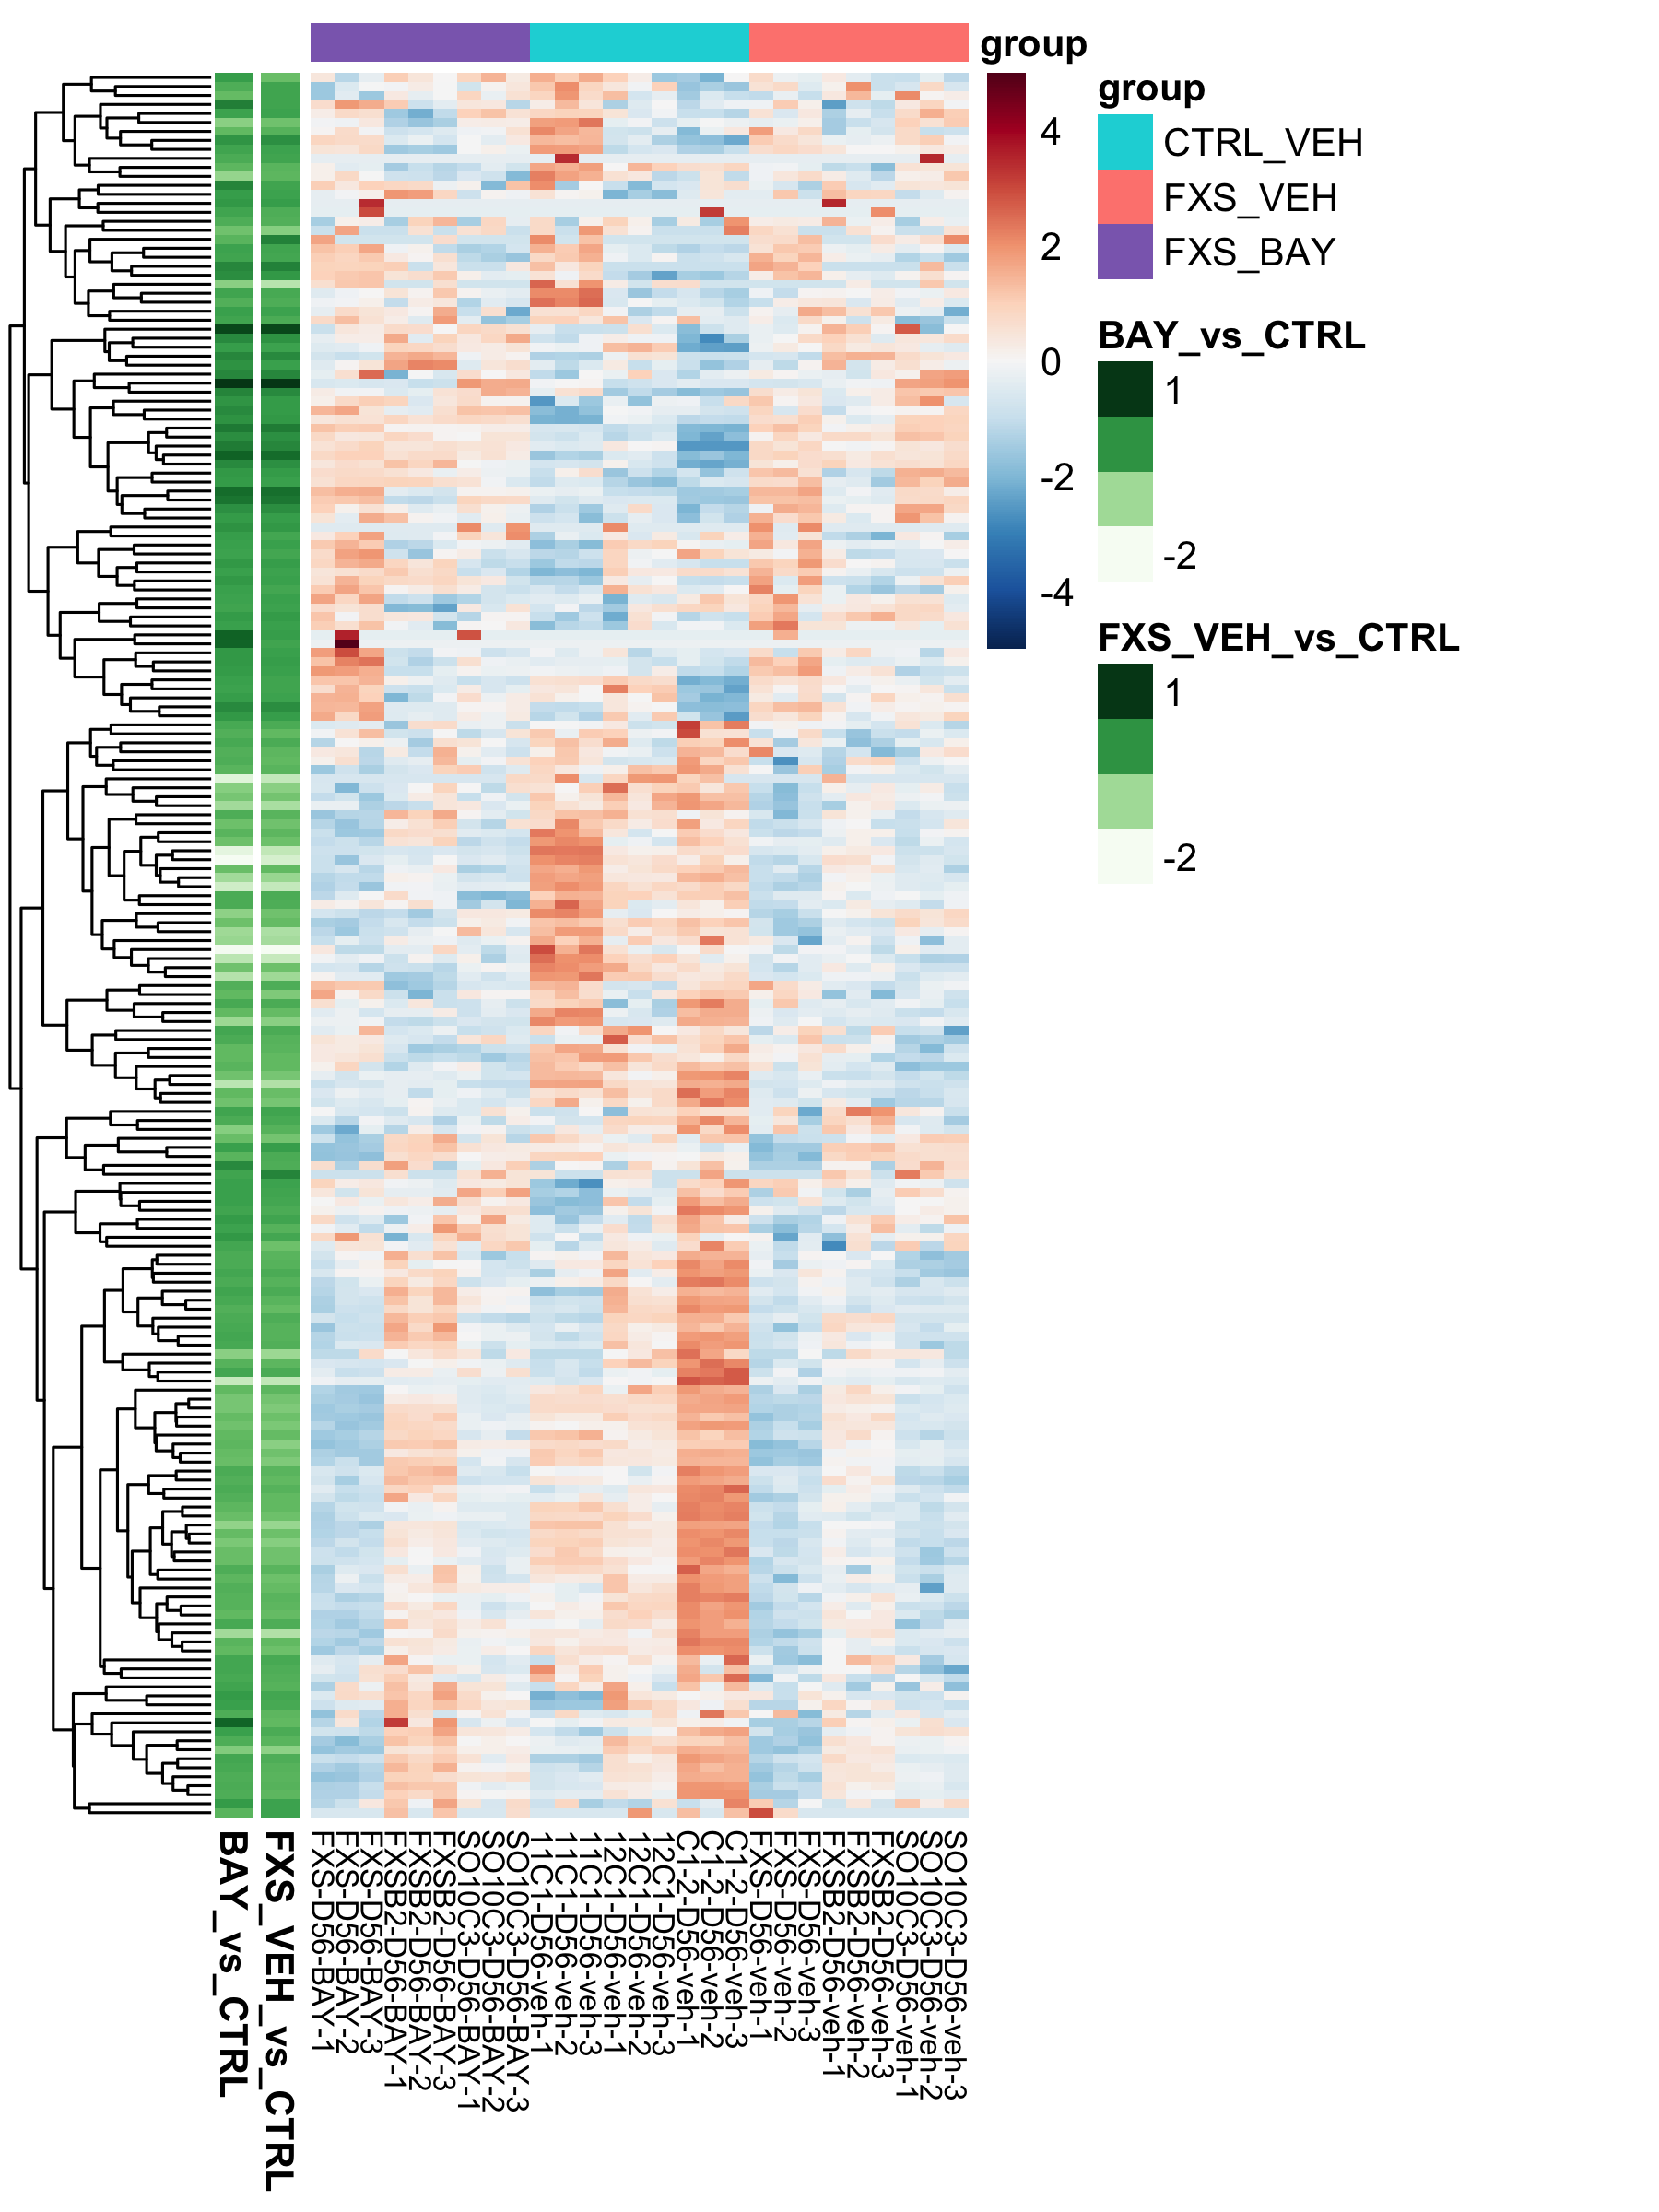 group
4
2
0
-2
-4
group
CTRL_VEH
FXS_VEH
FXS_BAY
BAY_vs_CTRL
1
-2
FXS_VEH_vs_CTRL
1
-2
BAY_vs_CTRL
FXS_VEH_vs_CTRL
FXS-D56-BAY-1
FXS-D56-BAY-2
FXS-D56-BAY-3
FXSB2-D56-BAY-1
FXSB2-D56-BAY-2
FXSB2-D56-BAY-3
SO10C3-D56-BAY-1
SO10C3-D56-BAY-2
SO10C3-D56-BAY-3
11C1-D56-veh-1
11C1-D56-veh-2
11C1-D56-veh-3
12C1-D56-veh-1
12C1-D56-veh-2
12C1-D56-veh-3
C1-2-D56-veh-1
C1-2-D56-veh-2
C1-2-D56-veh-3
FXS-D56-veh-1
FXS-D56-veh-2
FXS-D56-veh-3
FXSB2-D56-veh-1
FXSB2-D56-veh-2
FXSB2-D56-veh-3
SO10C3-D56-veh-1
SO10C3-D56-veh-2
SO10C3-D56-veh-3